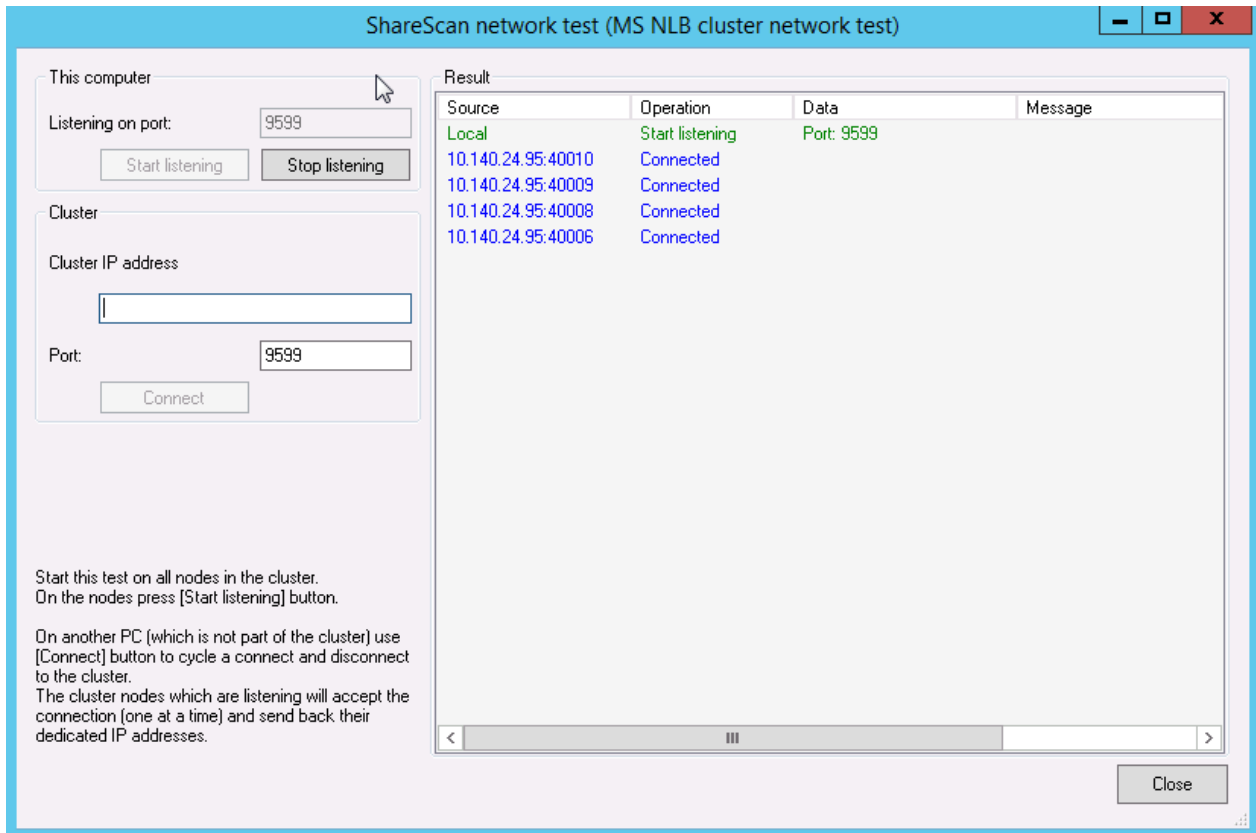 ShareScan network test (MS NLB cluster network test)
This computer
Listening on port:
9599
Start listening
Stop listening
Cluster
Cluster IP address
Port:
9599
Connect
Start this test on all nodes in the cluster.
On the nodes press [Start listening] button.
On another PC (which is not part of the cluster) use
[Connect] button to cycle a connect and disconnect
to the cluster.
The cluster nodes which are listening will accept the
connection (one at a time) and send back their
dedicated IP addresses.
Result
Source Operation Data Message
Local Start listening Port: 9599
10.140.24.95:40010 Connected
10.140.24.95:40009 Connected
10.140.24.95:40008 Connected
10.140.24.95:40006 Connected
Close